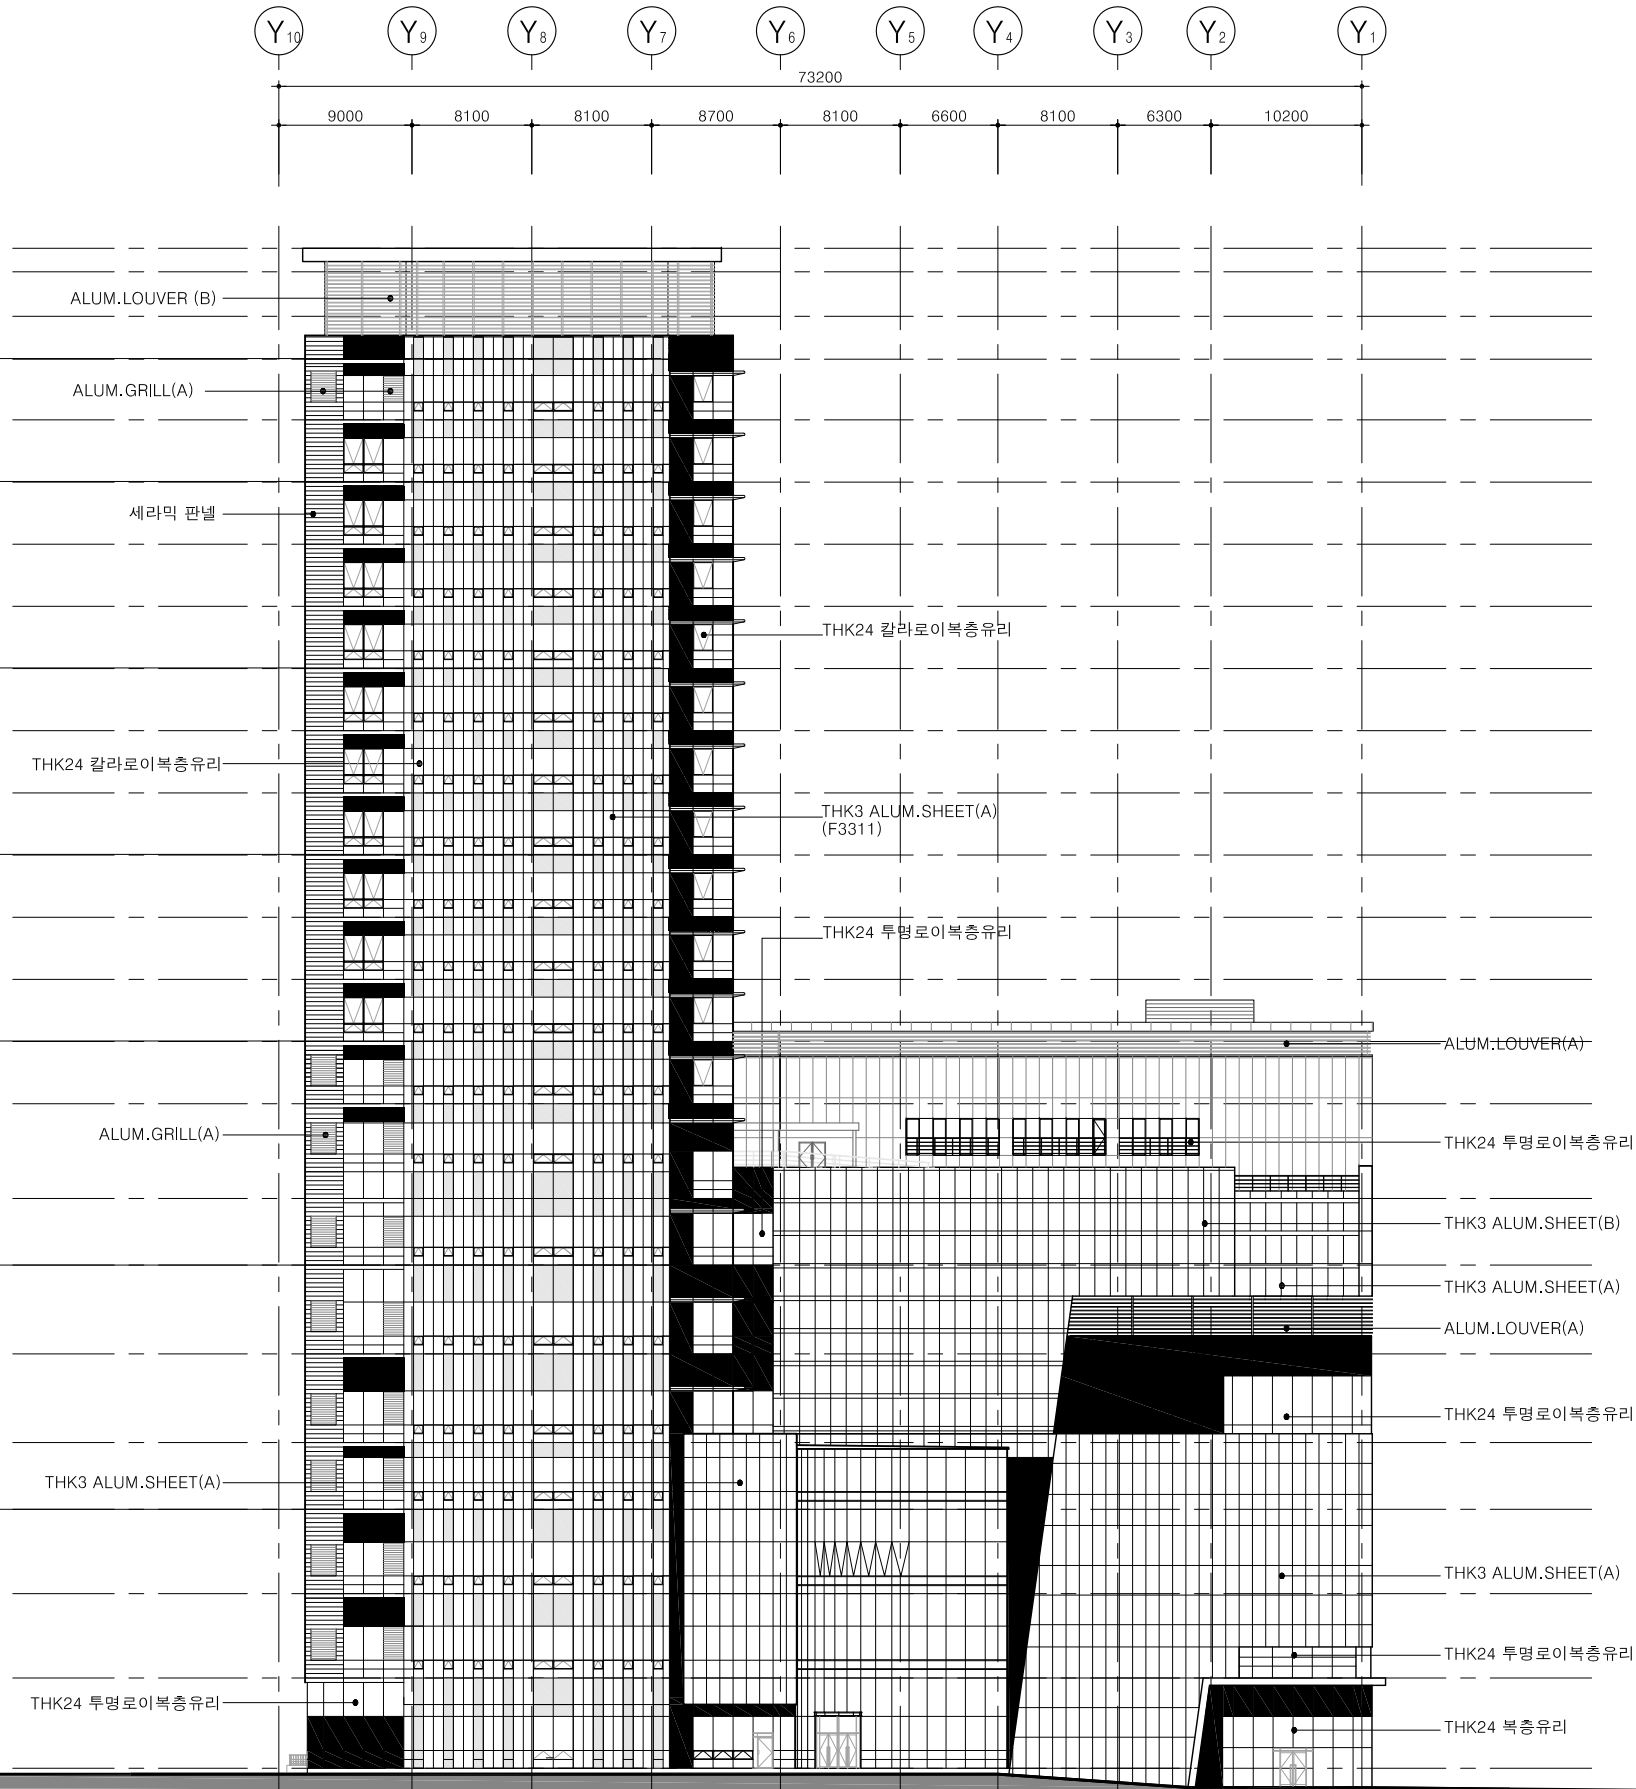 Y10 Y9 Y8 Y7 Y6 Y5 Y4 Y3 Y2 Y1
73200
9000 8100 8100 8700 8100 6600 8100 6300 10200
ALUM.LOUVER (B)
ALUM.GRILL(A)
세라믹 판넬
THK24 칼라로이복층유리
THK24 칼라로이복층유리
THK3 ALUM.SHEET(A)
(F3311)
THK24 투명로이복층유리
ALUM.LOUVER(A)
ALUM.GRILL(A)
THK24 투명로이복층유리
THK3 ALUM.SHEET(B)
THK3 ALUM.SHEET(A)
ALUM.LOUVER(A)
THK24 투명로이복층유리
THK3 ALUM.SHEET(A)
THK3 ALUM.SHEET(A)
THK24 투명로이복층유리
THK24 투명로이복층유리
THK24 복층유리